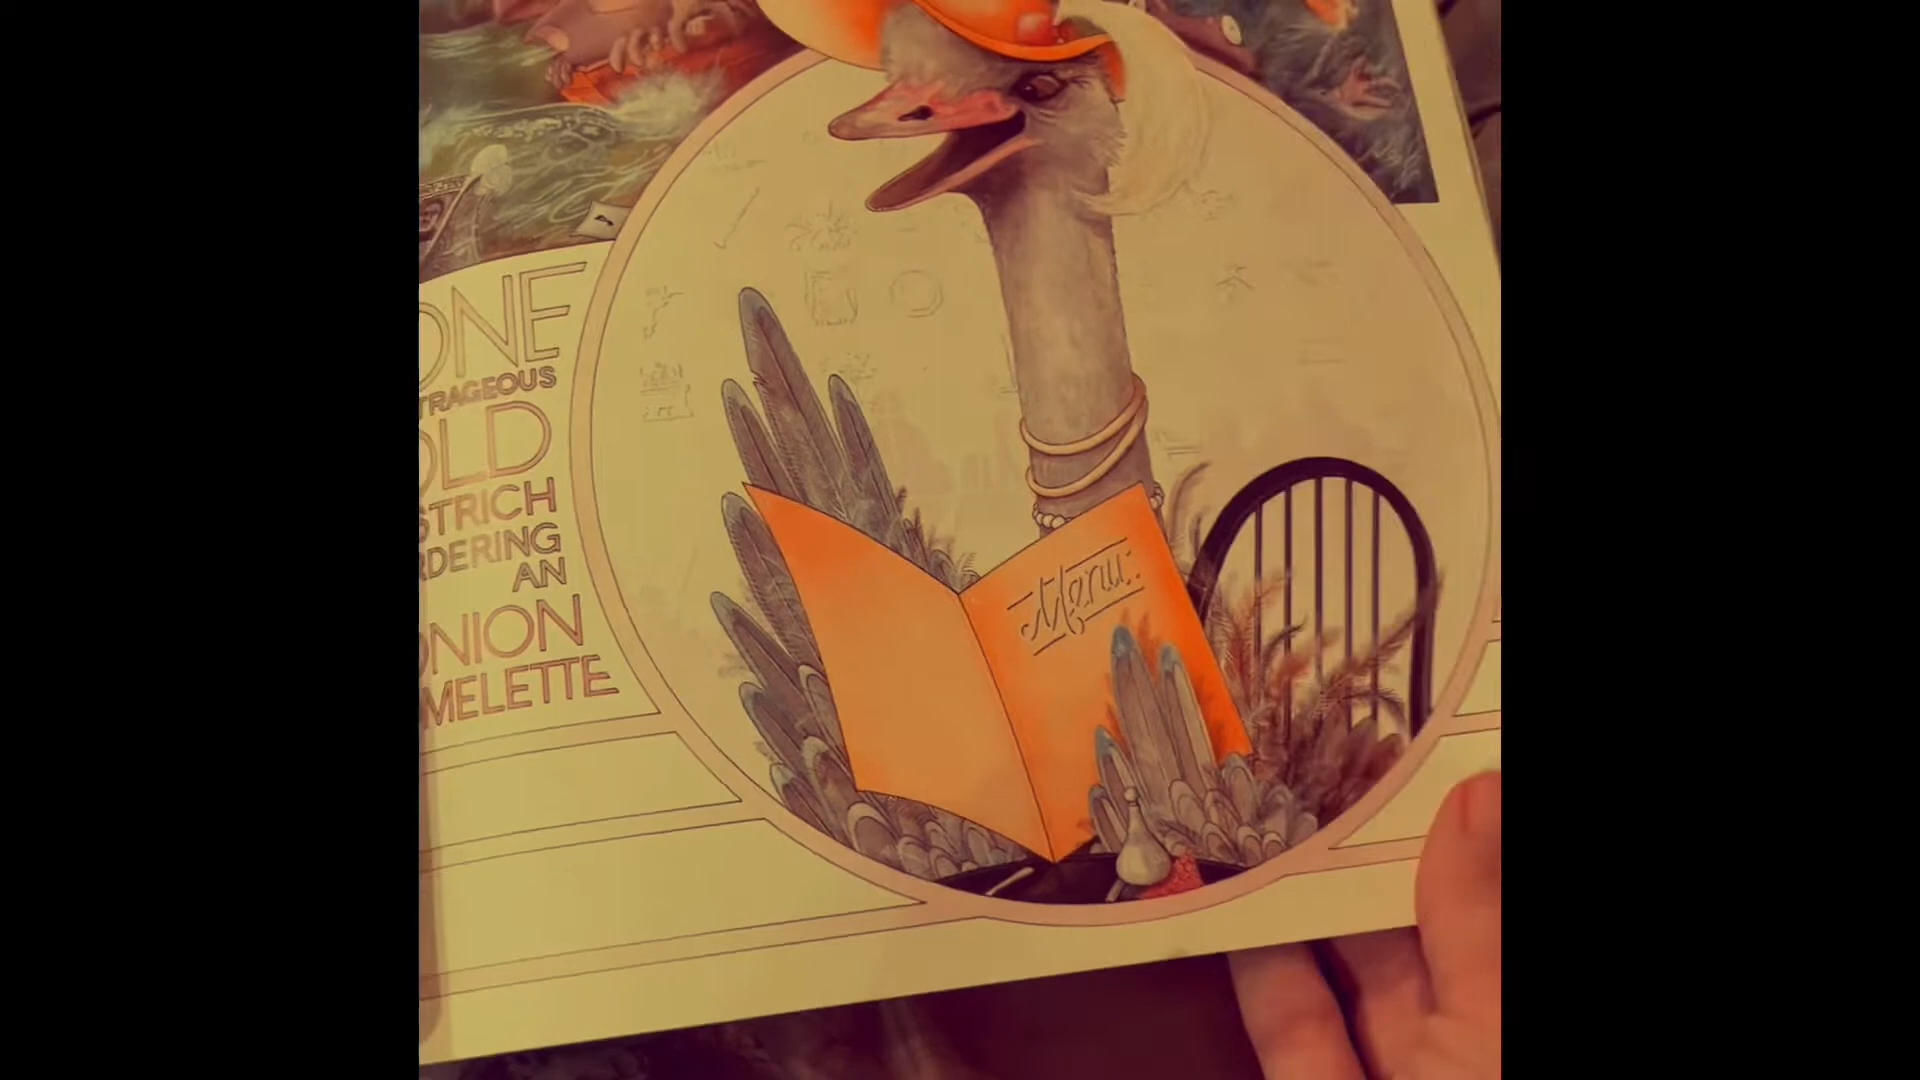 ONE
TRAGEOUS
OLD
STRICH
RDERING
AN
ONION
MELETTE
Menu